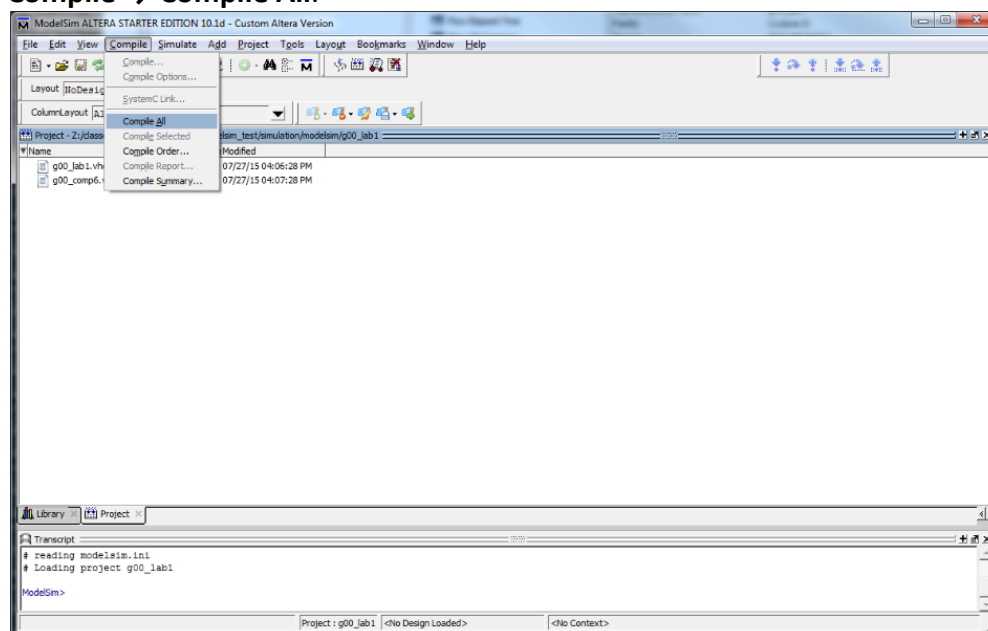 Compile → Compile All.
ModelSim ALTERA STARTER EDITION 10.1d - Custom Altera Version
File Edit View Compile Simulate Add Project Tools Layout Bookmarks Window Help
Compile...
Compile Options...
Layout NoDesig
SystemC Link...
ColumnLayout
Compile All
Project - Z:/class elsim_test/simulation/modelsim/g00_lab1
Compile Selected
Name Modified
Compile Order...
g00_lab1.vh 07/27/15 04:06:28 PM
Compile Report...
g00_comp6. 07/27/15 04:07:28 PM
Compile Summary...
Library Project
Transcript
# reading modelsim.ini
# Loading project g00_lab1
ModelSim>
Project : g00_lab1 <No Design Loaded> <No Context>